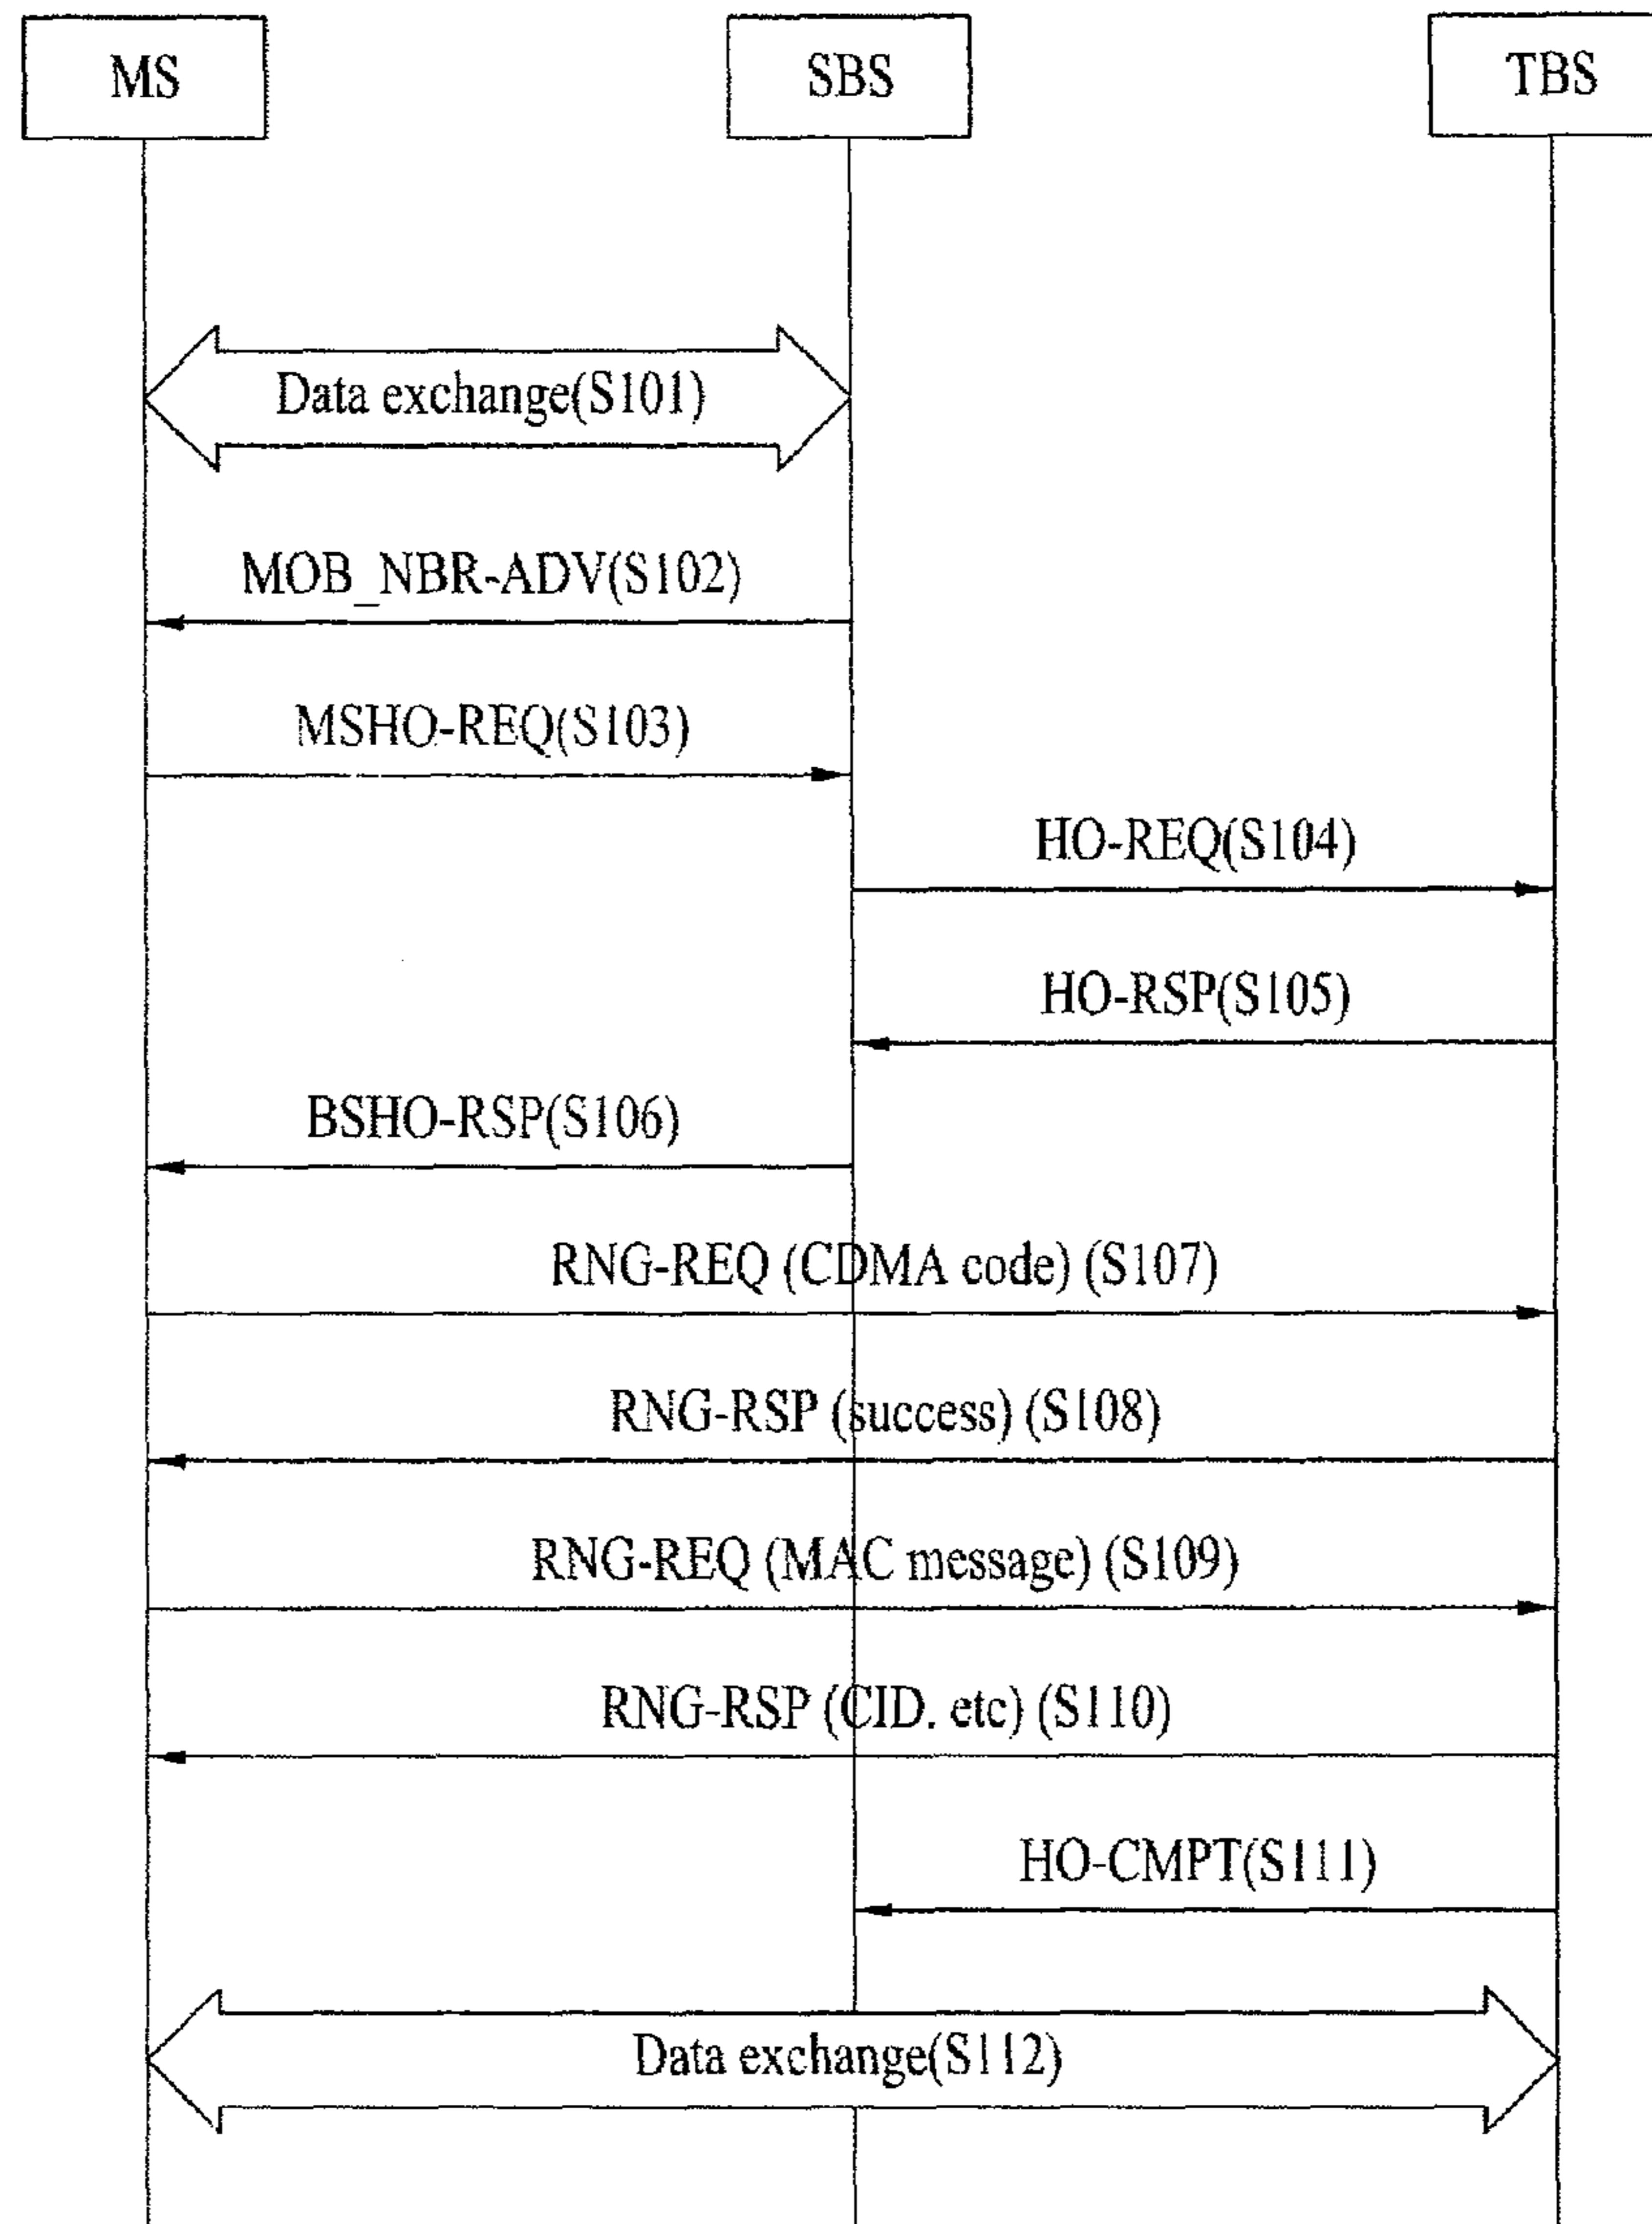 MS
SBS
TBS
Data exchange(S101)
MOB_NBR-ADV(S102)
MSHO-REQ(S103)
HO-REQ(S104)
HO-RSP(S105)
BSHO-RSP(S106)
RNG-REQ (CDMA code) (S107)
RNG-RSP (success) (S108)
RNG-REQ (MAC message) (S109)
RNG-RSP (CID. etc) (S110)
HO-CMPT(S111)
Data exchange(S112)